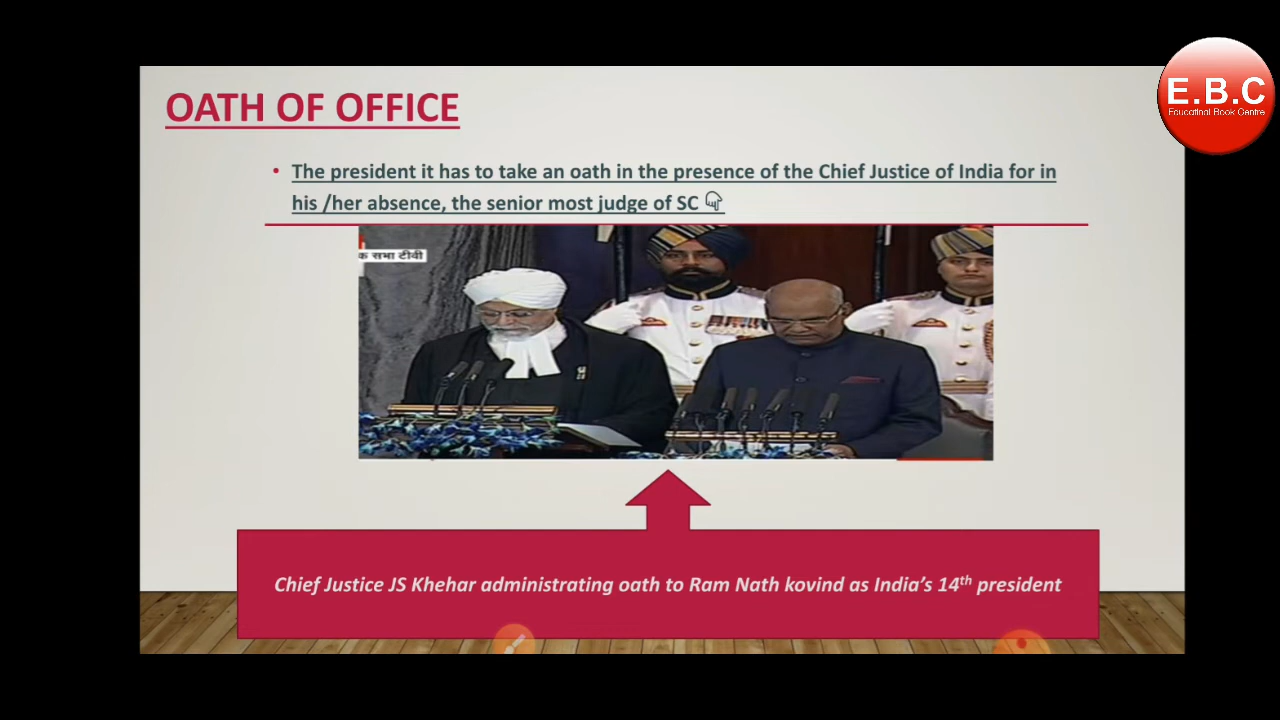 OATH OF OFFICE
E.B.C
Educatinal Book Centre
• The president it has to take an oath in the presence of the Chief Justice of India for in
his /her absence, the senior most judge of SC
क सभा टीवी
Chief Justice JS Khehar administrating oath to Ram Nath kovind as India's 14th president